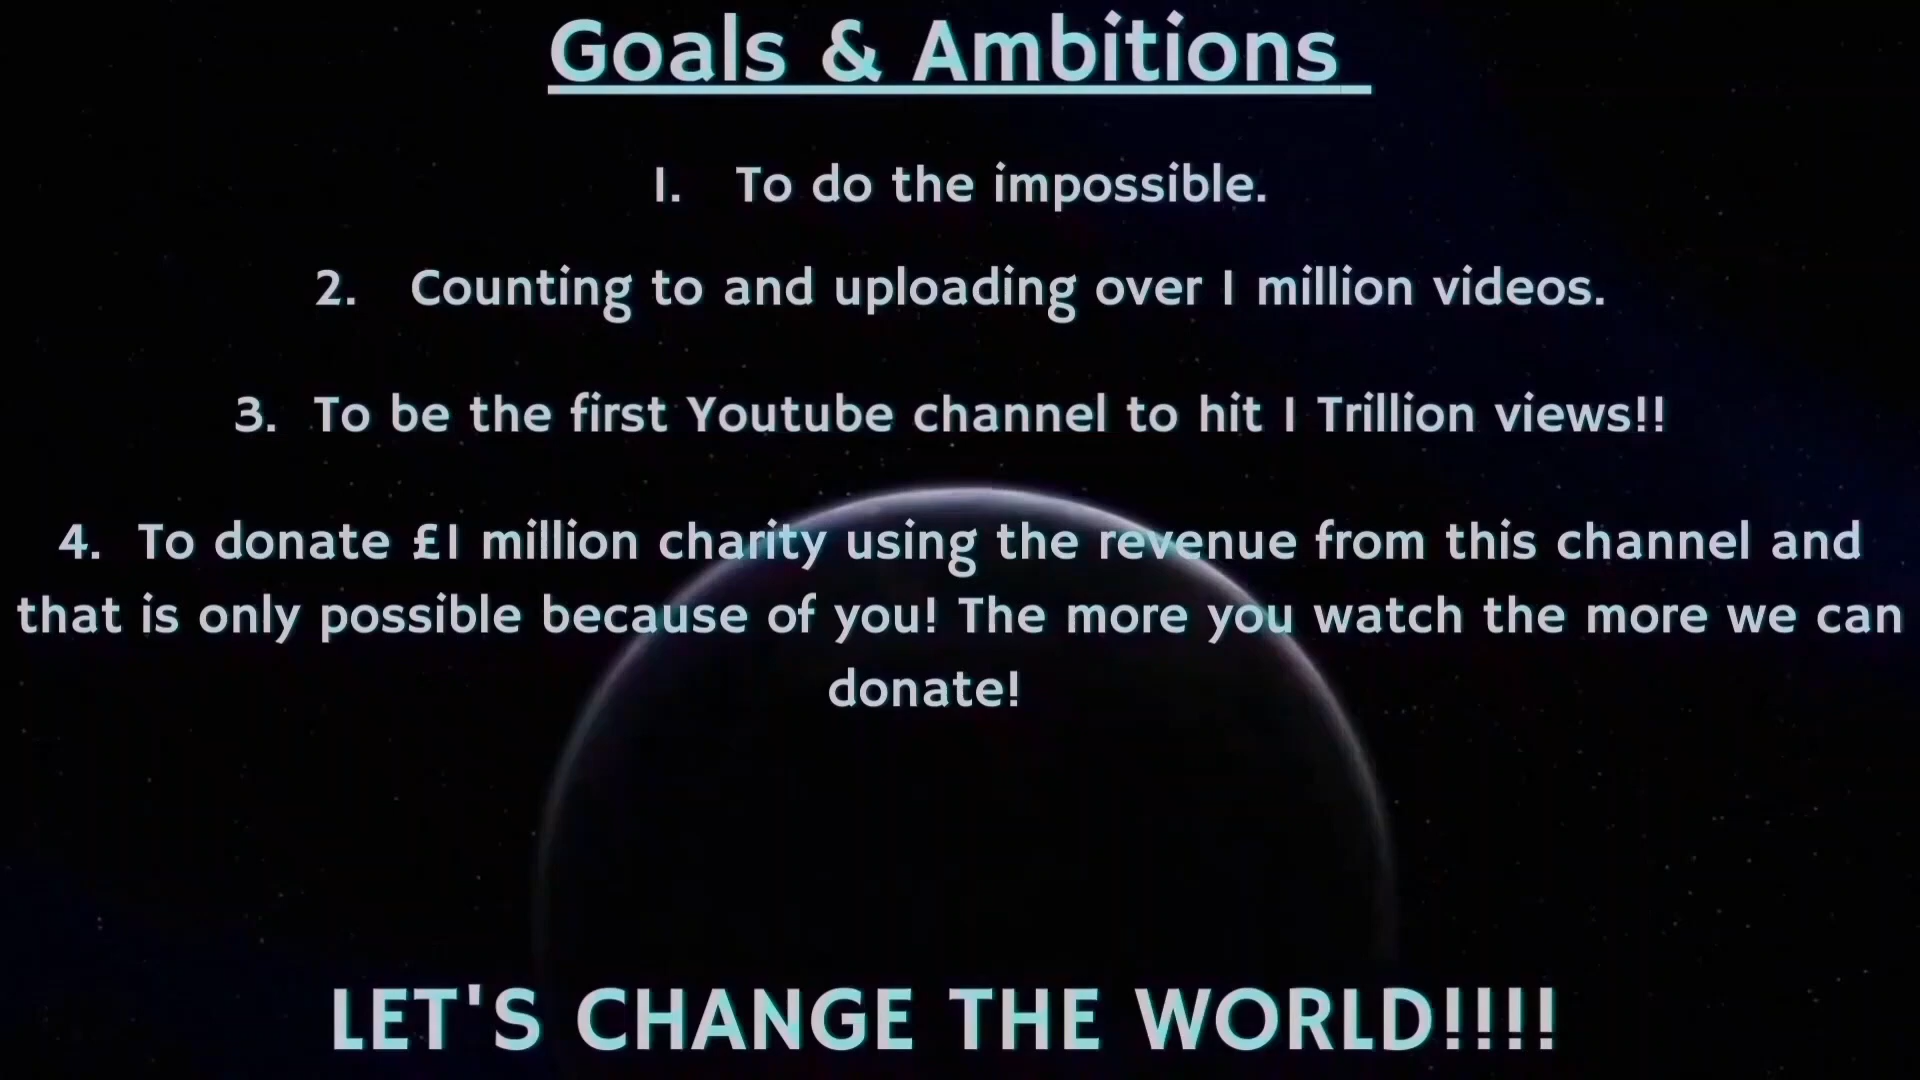 Goals & Ambitions
1. To do the impossible.
2. Counting to and uploading over 1 million videos.
3. To be the first Youtube channel to hit 1 Trillion views!!
4. To donate £1 million charity using the revenue from this channel and
that is only possible because of you! The more you watch the more we can
donate!
LET'S CHANGE THE WORLD!!!!